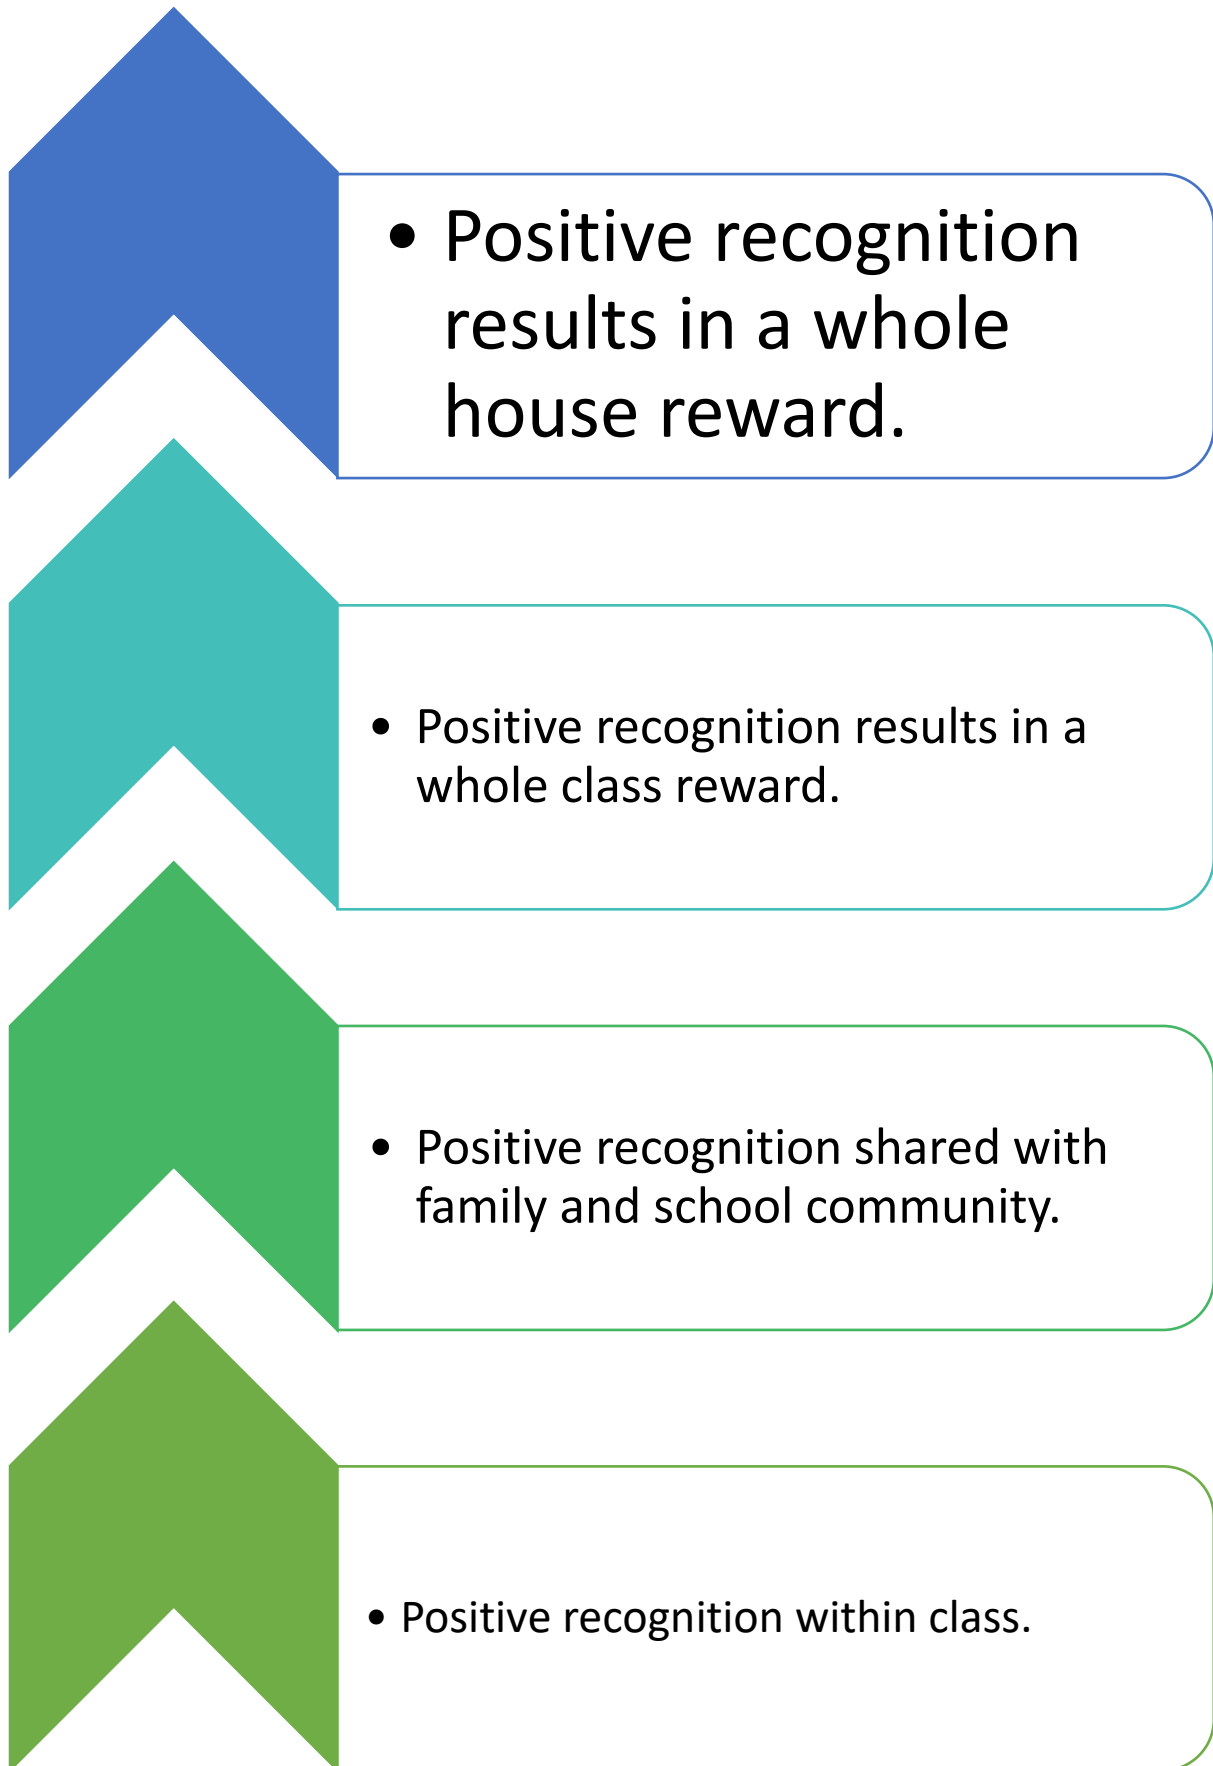 • Positive recognition
results in a whole
house reward.
• Positive recognition results in a
whole class reward.
• Positive recognition shared with
family and school community.
• Positive recognition within class.